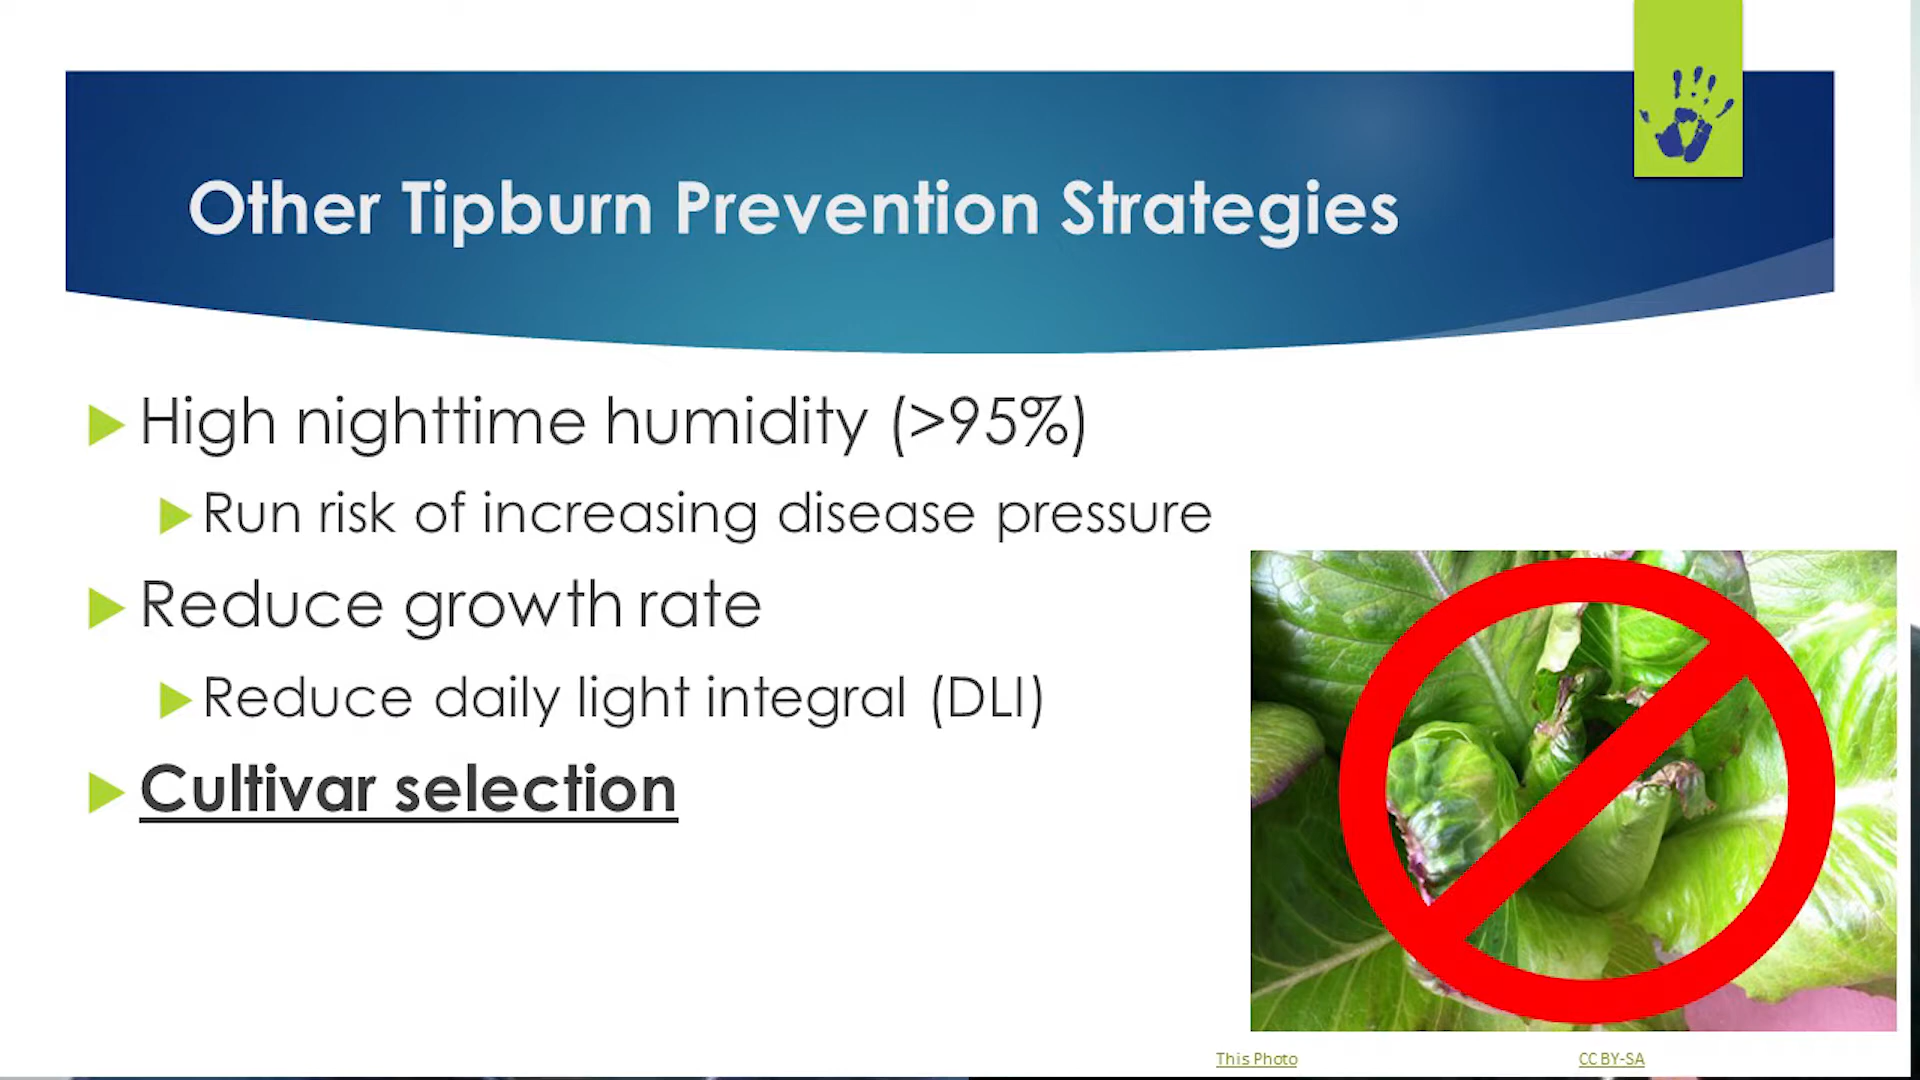 Other Tipburn Prevention Strategies
High nighttime humidity (>95%)
Run risk of increasing disease pressure
Reduce growth rate
Reduce daily light integral (DLI)
Cultivar selection
This Photo
CC BY-SA